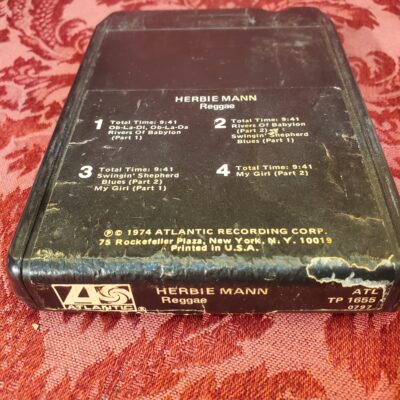 HERBIE MANN
Reggae
1 Total Time: 9:41
Ob-La-Di, Ob-La-Da
Rivers Of Babylon
(Part 1)
2 Total Time: 9:41
Rivers Of Babylon
(Part 2)
Swingin' Shepherd
Blues (Part 1)
3 Total Time: 9:41
Swingin' Shepherd
Blues (Part 2)
My Girl (Part 1)
4 Total Time: 9:41
My Girl (Part 2)
℗© 1974 ATLANTIC RECORDING CORP.
75 Rockefeller Plaza, New York, N.Y. 10019
Printed in U.S.A.
ATLANTIC®
HERBIE MANN
Reggae
ATL
TP 1655
0797